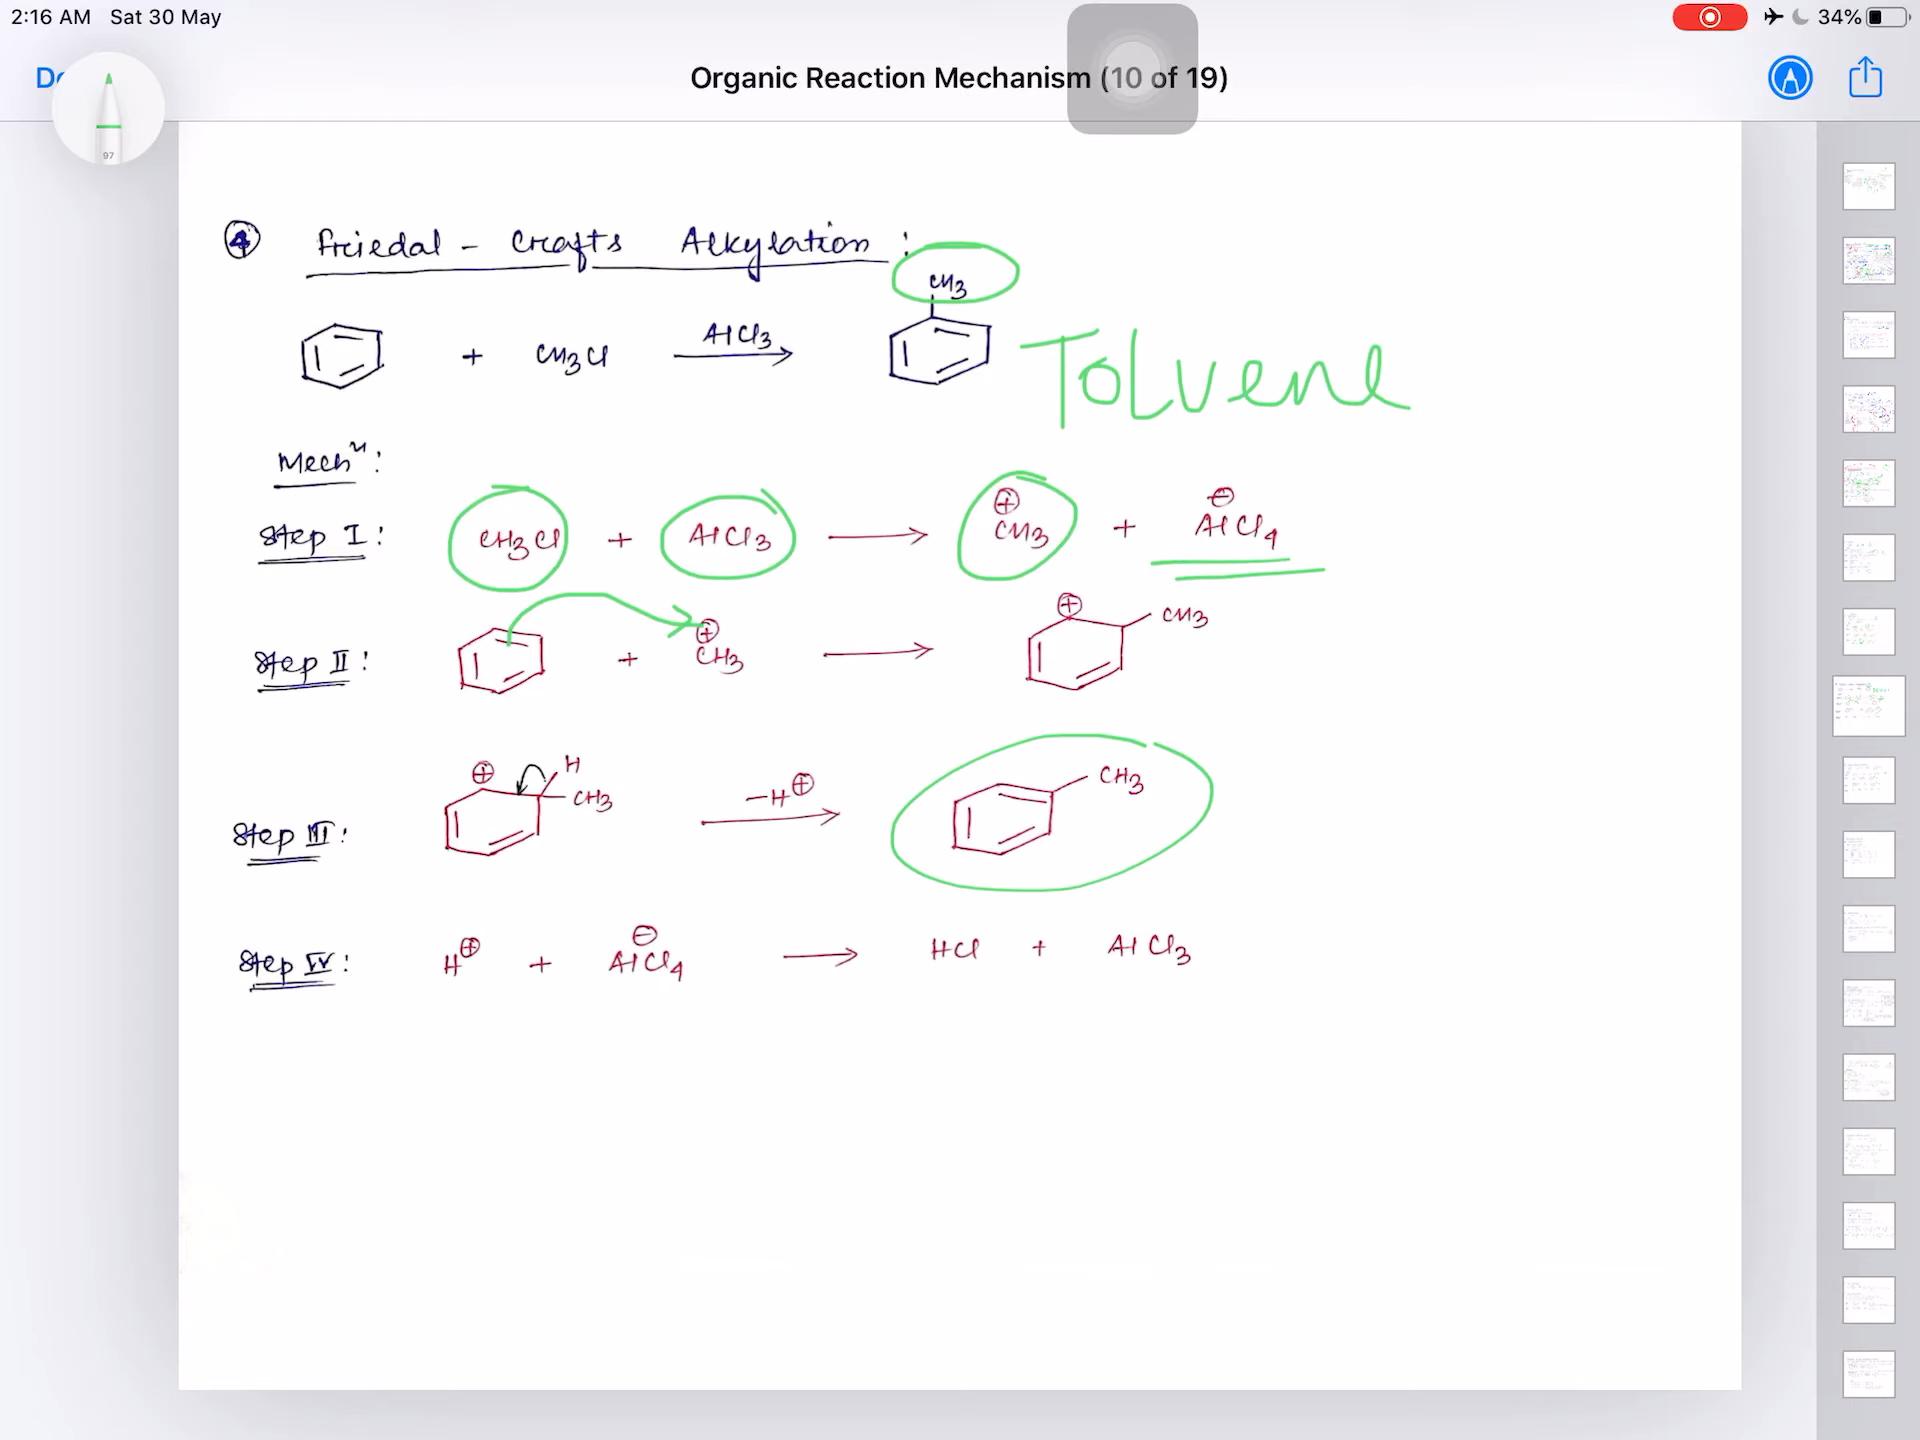 2:16 AM Sat 30 May
34%
Organic Reaction Mechanism (10 of 19)
97
④ Friedal - Crafts Alkylation :
CH3
+ CH3Cl AlCl3
Toluene
Mechⁿ :
Step I : CH3Cl + AlCl3 ⊕ CH3 + ⊖ AlCl4
Step II : + ⊕ CH3 ⊕ CH3
Step III : ⊕ H CH3 -H⊕ CH3
Step IV : H⊕ + ⊖ AlCl4 HCl + AlCl3